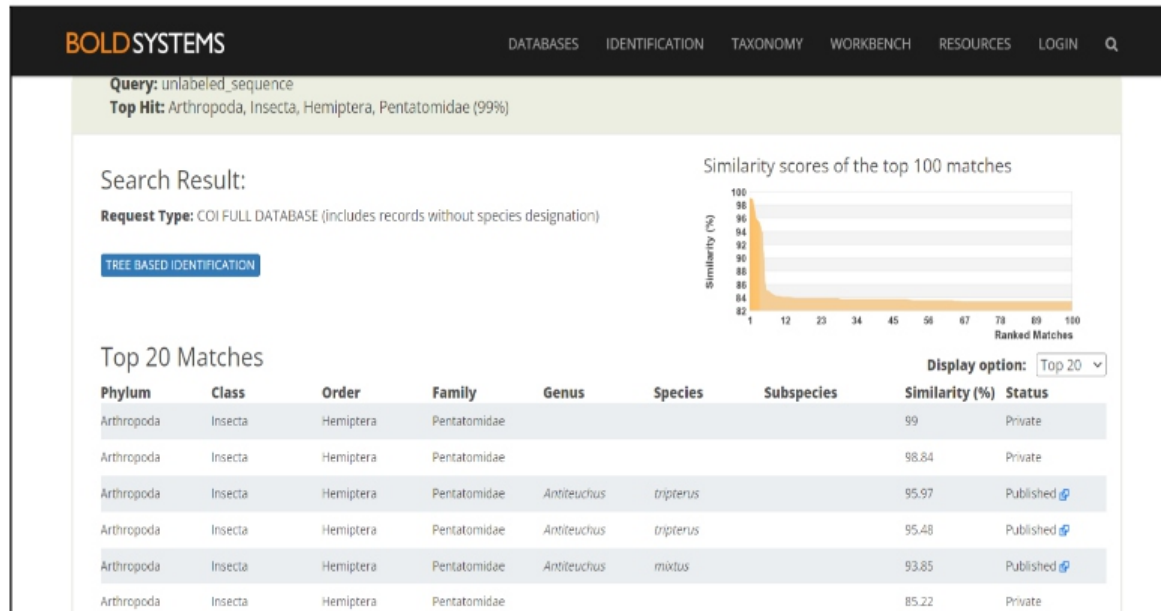 BOLDSYSTEMS DATABASES IDENTIFICATION TAXONOMY WORKBENCH RESOURCES LOGIN
Query: unlabeled_sequence
Top Hit: Arthropoda, Insecta, Hemiptera, Pentatomidae (99%)
Search Result:
Request Type: COI FULL DATABASE (includes records without species designation)
TREE BASED IDENTIFICATION
Similarity scores of the top 100 matches
Similarity (%)
100
98
96
94
92
90
88
86
84
82
1 12 23 34 45 56 67 78 89 100
Ranked Matches
Top 20 Matches
Display option: Top 20
Phylum Class Order Family Genus Species Subspecies Similarity (%) Status
Arthropoda Insecta Hemiptera Pentatomidae 99 Private
Arthropoda Insecta Hemiptera Pentatomidae 98.84 Private
Arthropoda Insecta Hemiptera Pentatomidae Antiteuchus tripterus 95.97 Published
Arthropoda Insecta Hemiptera Pentatomidae Antiteuchus tripterus 95.48 Published
Arthropoda Insecta Hemiptera Pentatomidae Antiteuchus mixtus 93.85 Published
Arthropoda Insecta Hemiptera Pentatomidae 85.22 Private